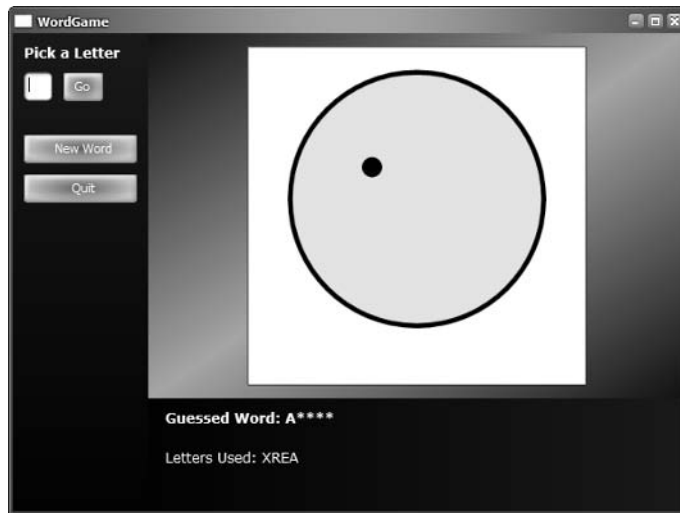 WordGame
Pick a Letter
Go
New Word
Quit
Guessed Word: A****
Letters Used: XREA